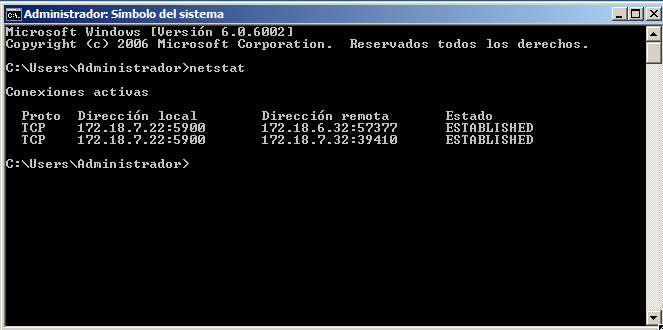 Administrador: Símbolo del sistema
Microsoft Windows [Versión 6.0.6002]
Copyright (c) 2006 Microsoft Corporation.  Reservados todos los derechos.
C:\Users\Administrador>netstat
Conexiones activas
  Proto  Dirección local        Dirección remota       Estado
  TCP    172.18.7.22:5900       172.18.6.32:57377      ESTABLISHED
  TCP    172.18.7.22:5900       172.18.7.32:39410      ESTABLISHED
C:\Users\Administrador>